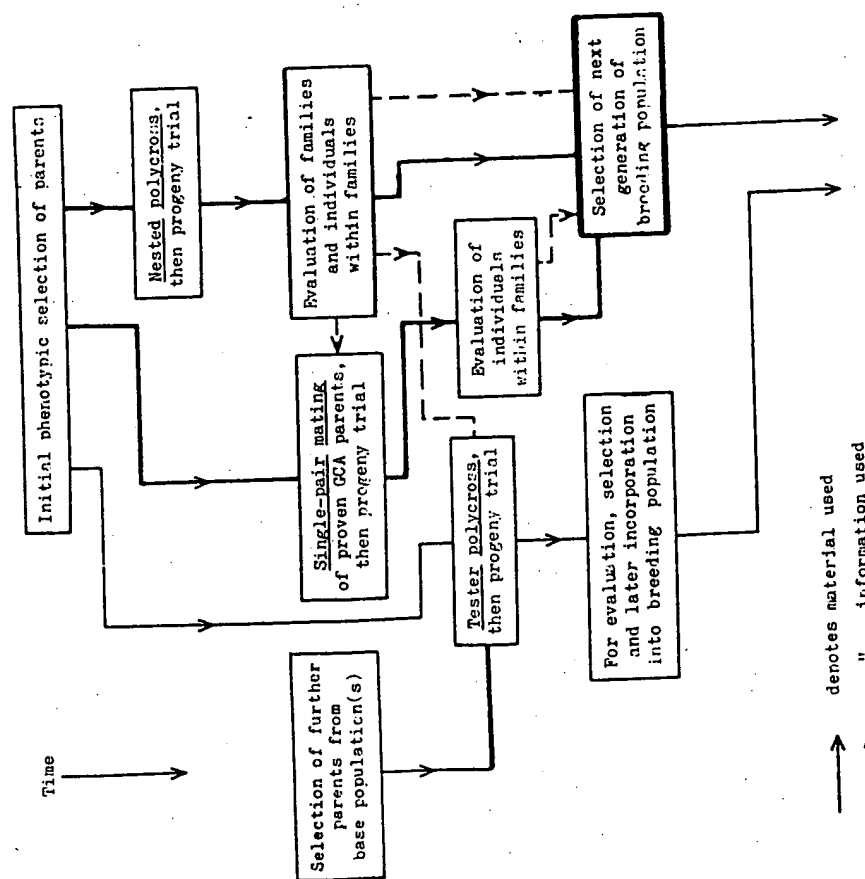 Time
Initial phenotypic selection of parents
Nested polycross,
then progeny trial
Evaluation of families
and individuals
within families
Single-pair mating
of proven GCA parents,
then progeny trial
Selection of further
parents from
base population(s)
Tester polycross,
then progeny trial
Evaluation of
individuals
within families
Selection of next
generation of
breeding population
For evaluation, selection
and later incorporation
into breeding population
denotes material used
" information used